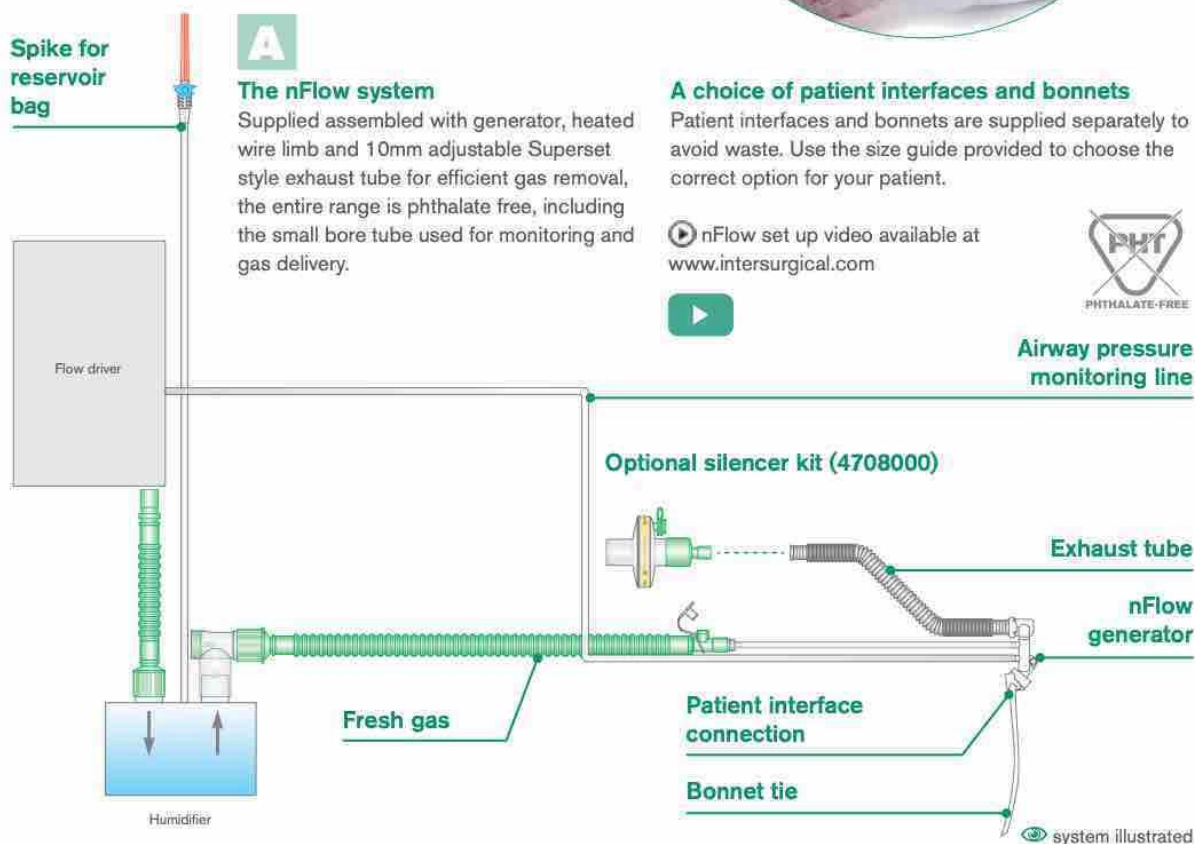 Spike for
reservoir
bag
A
The nFlow system
Supplied assembled with generator, heated
wire limb and 10mm adjustable Superset
style exhaust tube for efficient gas removal,
the entire range is phthalate free, including
the small bore tube used for monitoring and
gas delivery.
A choice of patient interfaces and bonnets
Patient interfaces and bonnets are supplied separately to
avoid waste. Use the size guide provided to choose the
correct option for your patient.
nFlow set up video available at
www.intersurgical.com
PHT
PHTHALATE-FREE
Flow driver
Airway pressure
monitoring line
Optional silencer kit (4708000)
Exhaust tube
nFlow
generator
Fresh gas
Patient interface
connection
Bonnet tie
Humidifier
system illustrated